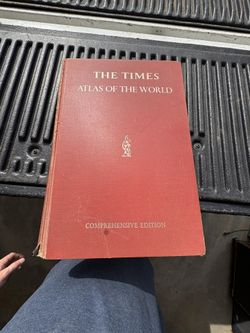 THE TIMES
ATLAS OF THE WORLD
COMPREHENSIVE EDITION